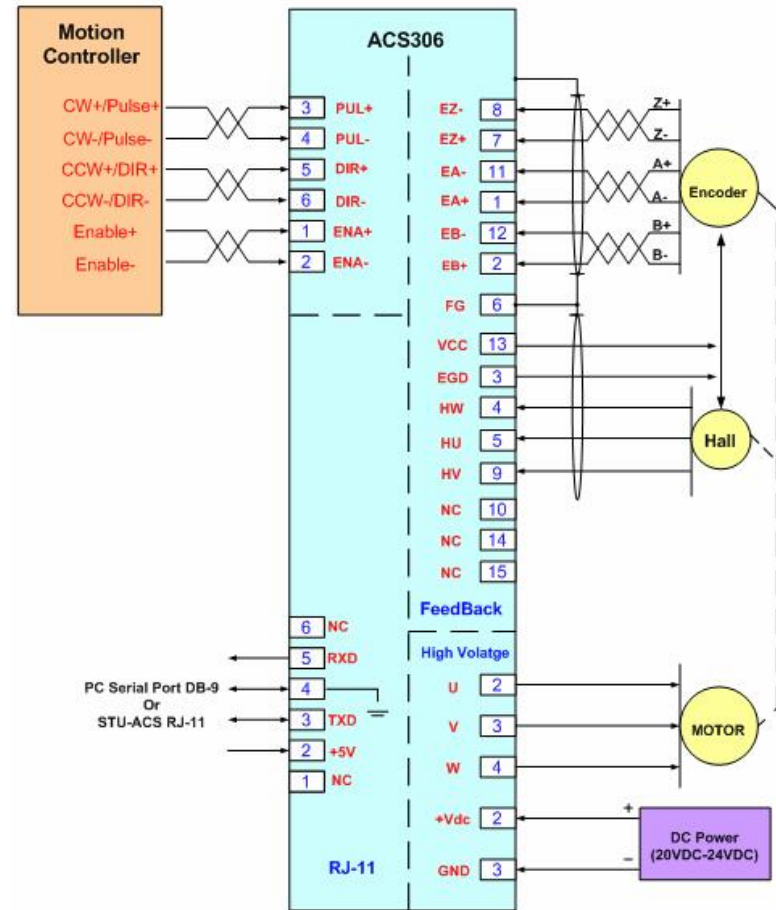 Motion
Controller
CW+/Pulse+
CW-/Pulse-
CCW+/DIR+
CCW-/DIR-
Enable+
Enable-
ACS306
3 PUL+
4 PUL-
5 DIR+
6 DIR-
1 ENA+
2 ENA-
EZ- 8
EZ+ 7
EA- 11
EA+ 1
EB- 12
EB+ 2
FG 6
VCC 13
EGD 3
HW 4
HU 5
HV 9
NC 10
NC 14
NC 15
FeedBack
Z+
Z-
A+
A-
B+
B-
Encoder
Hall
6 NC
5 RXD
4
3 TXD
2 +5V
1 NC
PC Serial Port DB-9
Or
STU-ACS RJ-11
RJ-11
High Volatge
U 2
V 3
W 4
+Vdc 2
GND 3
MOTOR
+
−
DC Power
(20VDC-24VDC)